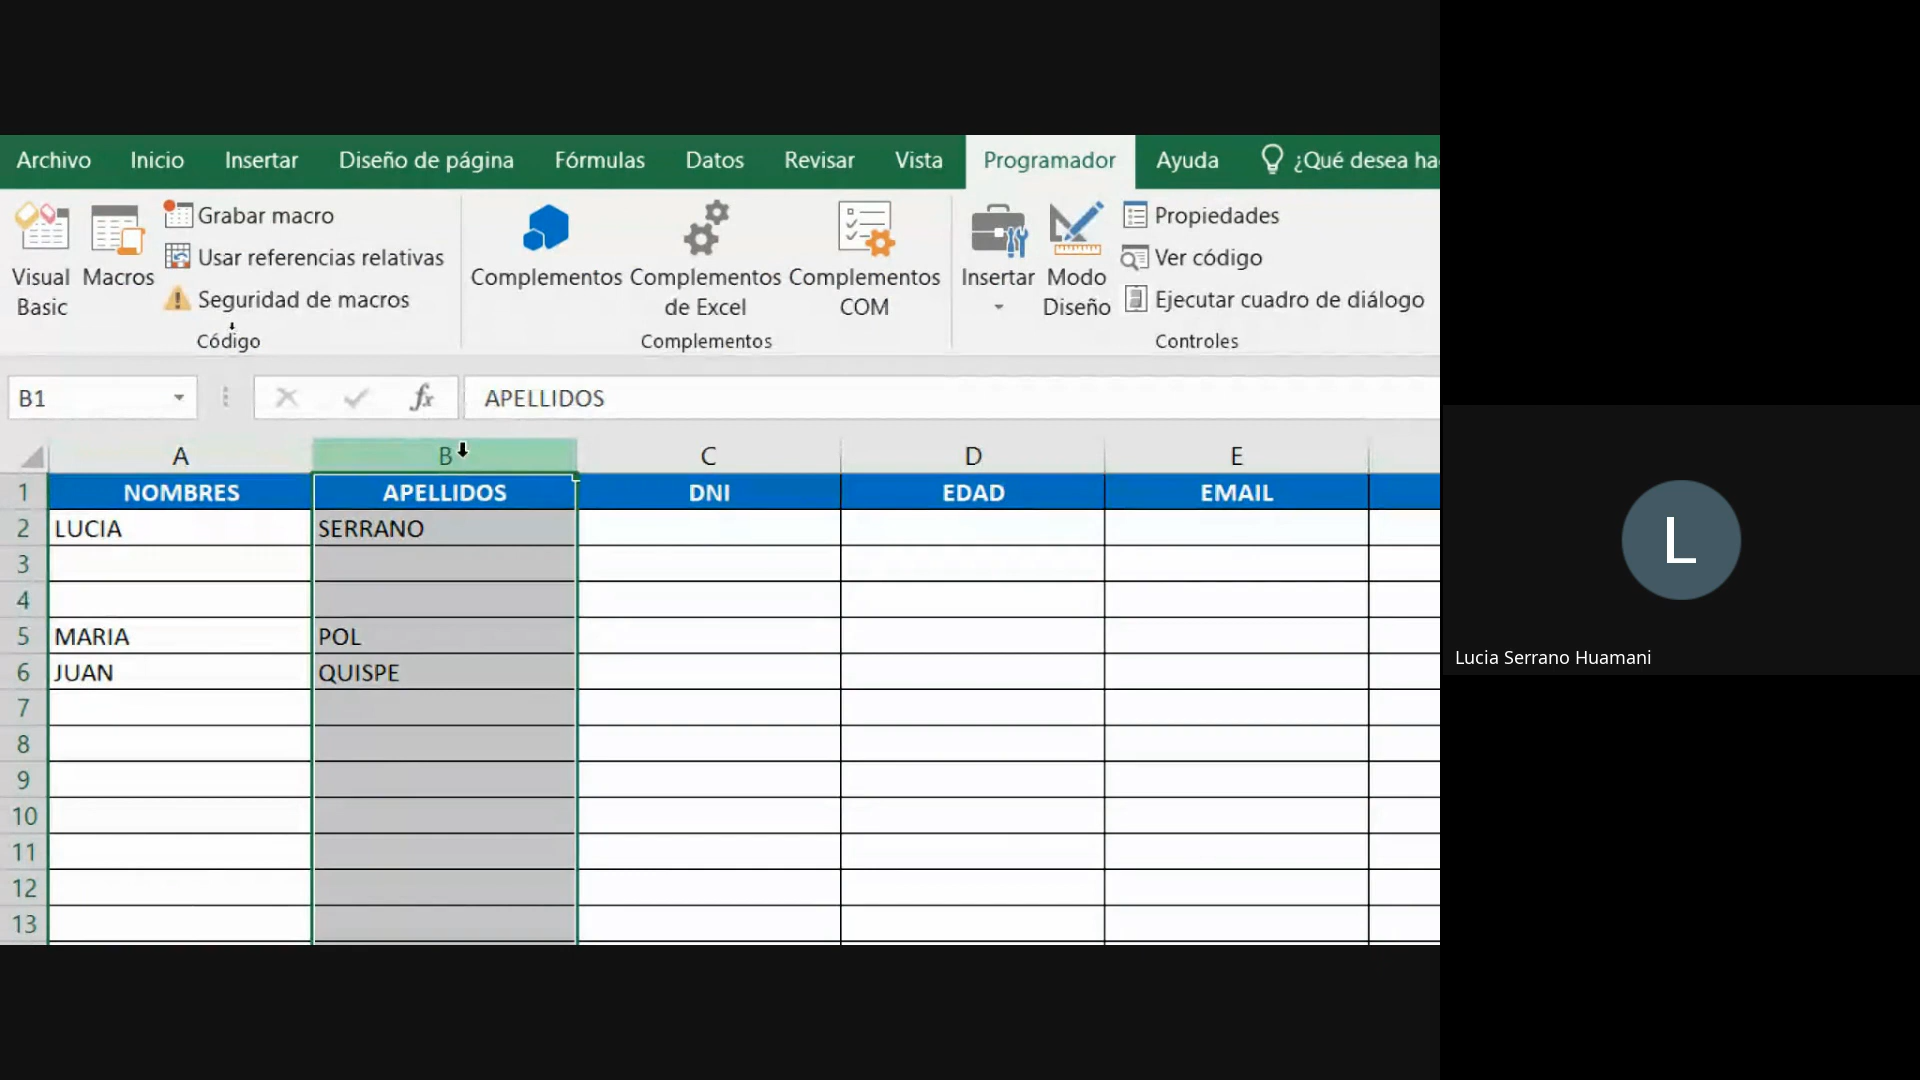 Archivo Inicio Insertar Diseño de página Fórmulas Datos Revisar Vista Programador Ayuda ¿Qué desea ha
Visual Basic
Macros
Grabar macro
Usar referencias relativas
Seguridad de macros
Código
Complementos
Complementos de Excel
Complementos COM
Complementos
Insertar
Modo Diseño
Propiedades
Ver código
Ejecutar cuadro de diálogo
Controles
B1 fx APELLIDOS
A B C D E
1 NOMBRES APELLIDOS DNI EDAD EMAIL
2 LUCIA SERRANO
3
4
5 MARIA POL
6 JUAN QUISPE
7
8
9
10
11
12
13
L
Lucia Serrano Huamani